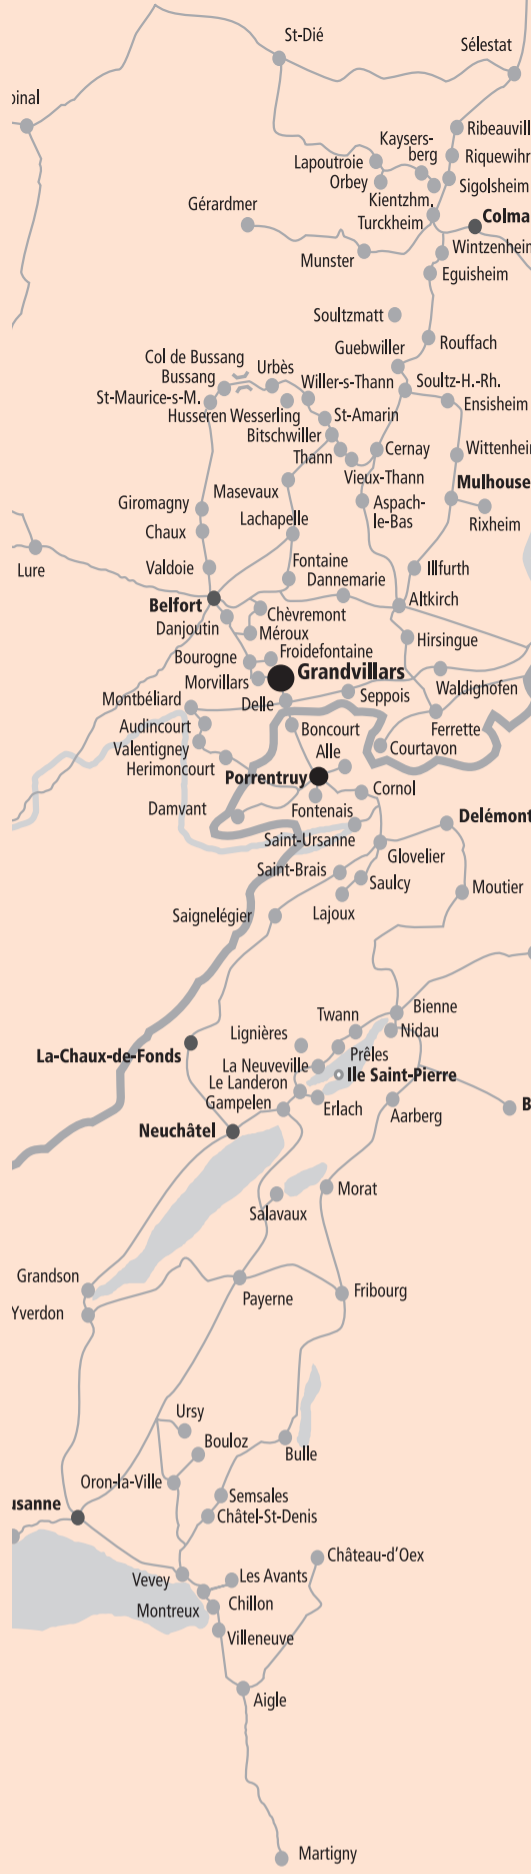 St-Dié
Sélestat
pinal
Ribeauvill
Kaysers-
berg
Riquewihr
Lapoutroie
Orbey
Sigolsheim
Kientzhm.
Gérardmer
Turckheim
Colma
Wintzenheim
Munster
Eguisheim
Soultzmatt
Rouffach
Guebwiller
Col de Bussang
Urbès
Bussang
Willer-s-Thann
Soultz-H.-Rh.
St-Maurice-s-M.
Ensisheim
Husseren Wesserling
St-Amarin
Bitschwiller
Thann
Cernay
Wittenheim
Vieux-Thann
Masevaux
Mulhouse
Giromagny
Aspach-
le-Bas
Lachapelle
Rixheim
Chaux
Lure
Valdoie
Fontaine
Illfurth
Dannemarie
Belfort
Altkirch
Chèvremont
Danjoutin
Méroux
Hirsingue
Froidefontaine
Bourogne
Grandvillars
Morvillars
Waldighofen
Seppois
Montbéliard
Delle
Audincourt
Boncourt
Ferrette
Valentigney
Alle
Courtavon
Herimoncourt
Porrentruy
Cornol
Damvant
Fontenais
Delémont
Saint-Ursanne
Glovelier
Saint-Brais
Saulcy
Moutier
Saignelégier
Lajoux
Bienne
Twann
Lignières
Nidau
La-Chaux-de-Fonds
Prêles
La Neuveville
Ile Saint-Pierre
Le Landeron
Gampelen
Erlach
Aarberg
B
Neuchâtel
Morat
Salavaux
Grandson
Payerne
Fribourg
Yverdon
Ursy
Bouloz
Bulle
Oron-la-Ville
Semsales
usanne
Châtel-St-Denis
Château-d'Oex
Vevey
Les Avants
Chillon
Montreux
Villeneuve
Aigle
Martigny